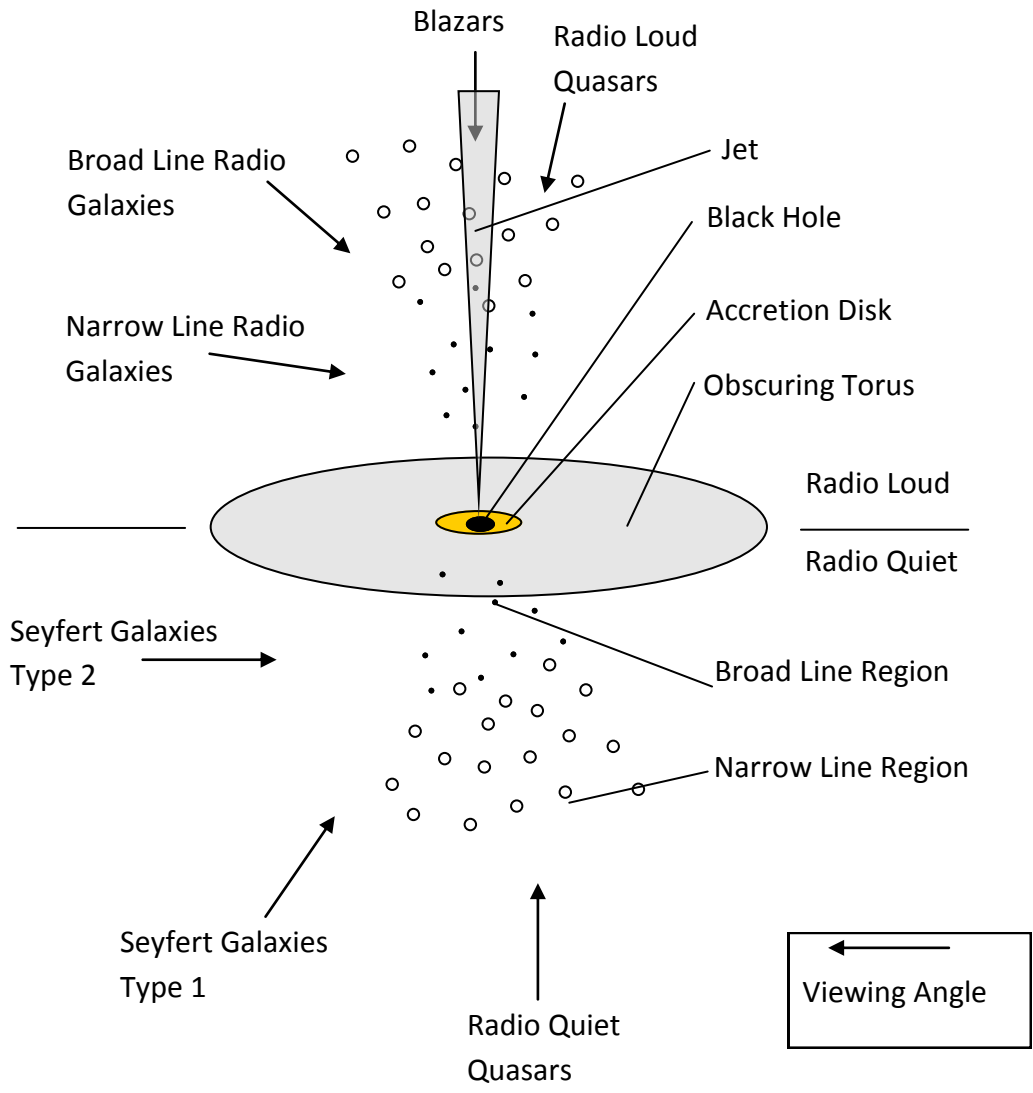 Blazars
Radio Loud
Quasars
Broad Line Radio
Galaxies
Jet
Black Hole
Narrow Line Radio
Galaxies
Accretion Disk
Obscuring Torus
Radio Loud
Radio Quiet
Seyfert Galaxies
Type 2
Broad Line Region
Narrow Line Region
Seyfert Galaxies
Type 1
Viewing Angle
Radio Quiet
Quasars